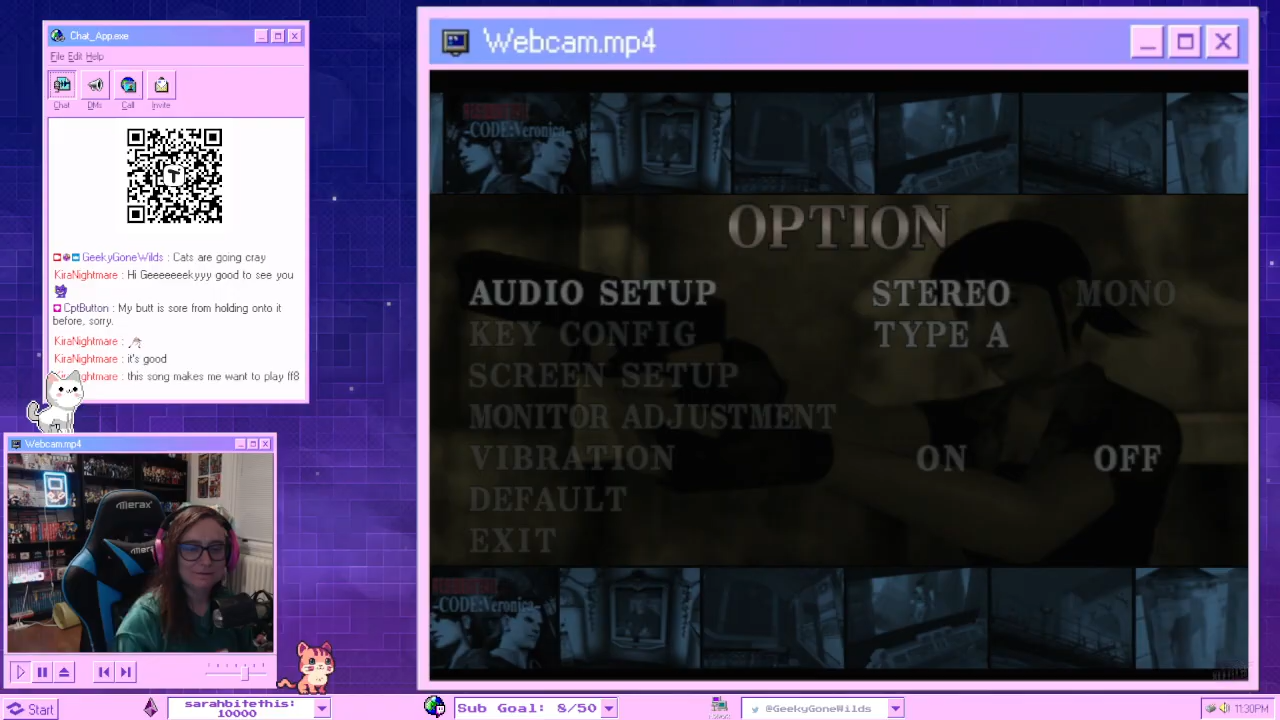 Chat_App.exe
File Edit Help
Chat DMs Call Invite
T
GeekyGoneWilds : Cats are going cray
KiraNightmare : Hi Geeeeeeekyyy good to see you
CptButton : My butt is sore from holding onto it
before, sorry.
KiraNightmare :
KiraNightmare : it's good
ghtmare : this song makes me want to play ff8
Webcam.mp4
merax
merax
Webcam.mp4
-CODE:Veronica-
OPTION
AUDIO SETUP STEREO MONO
KEY CONFIG TYPE A
SCREEN SETUP
MONITOR ADJUSTMENT
VIBRATION ON OFF
DEFAULT
EXIT
-CODE:Veronica-
Start
sarahbitethis:
10000
Sub Goal: 8/50
@GeekyGoneWilds
11:30PM